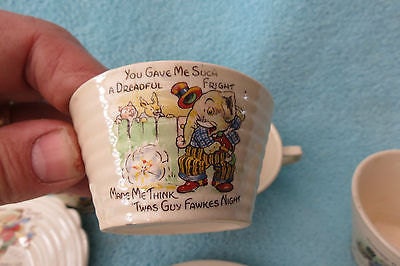 You Gave Me Such
A Dreadful Fright
Made Me Think
'Twas Guy Fawkes Night